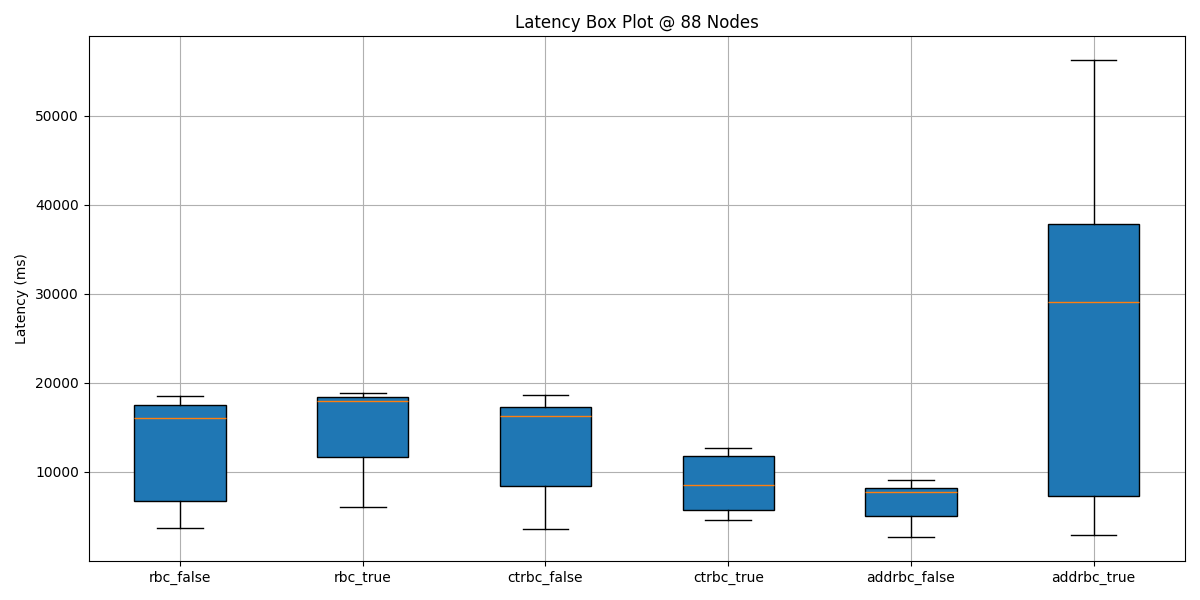 Latency Box Plot @ 88 Nodes
Latency (ms)
50000
40000
30000
20000
10000
rbc_false
rbc_true
ctrbc_false
ctrbc_true
addrbc_false
addrbc_true